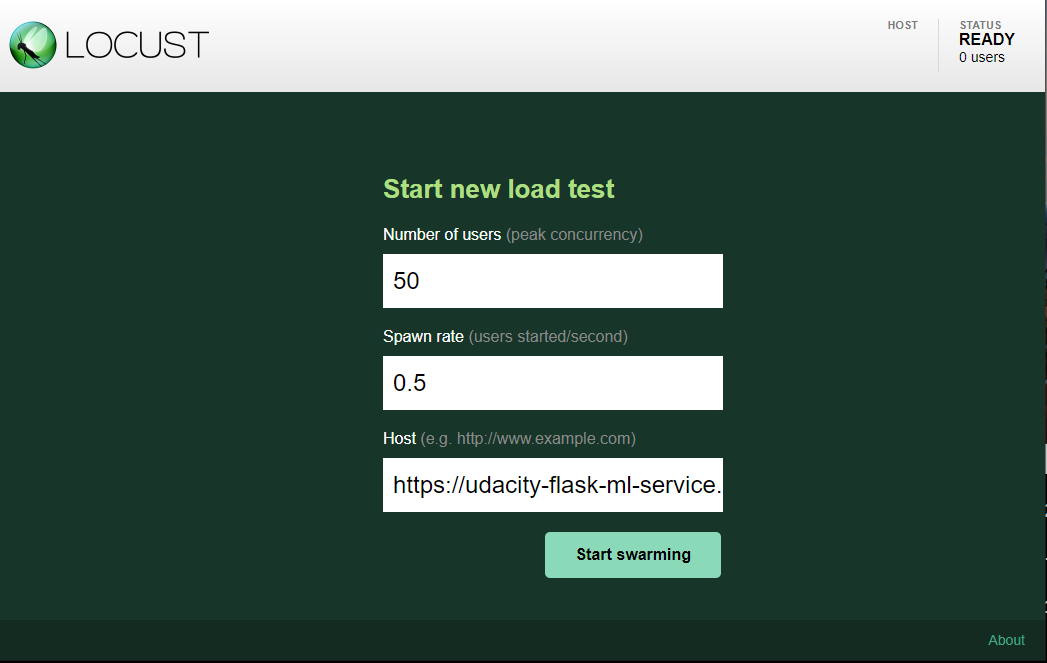 LOCUST
HOST
STATUS
READY
0 users
Start new load test
Number of users (peak concurrency)
50
Spawn rate (users started/second)
0.5
Host (e.g. http://www.example.com)
https://udacity-flask-ml-service.
Start swarming
About